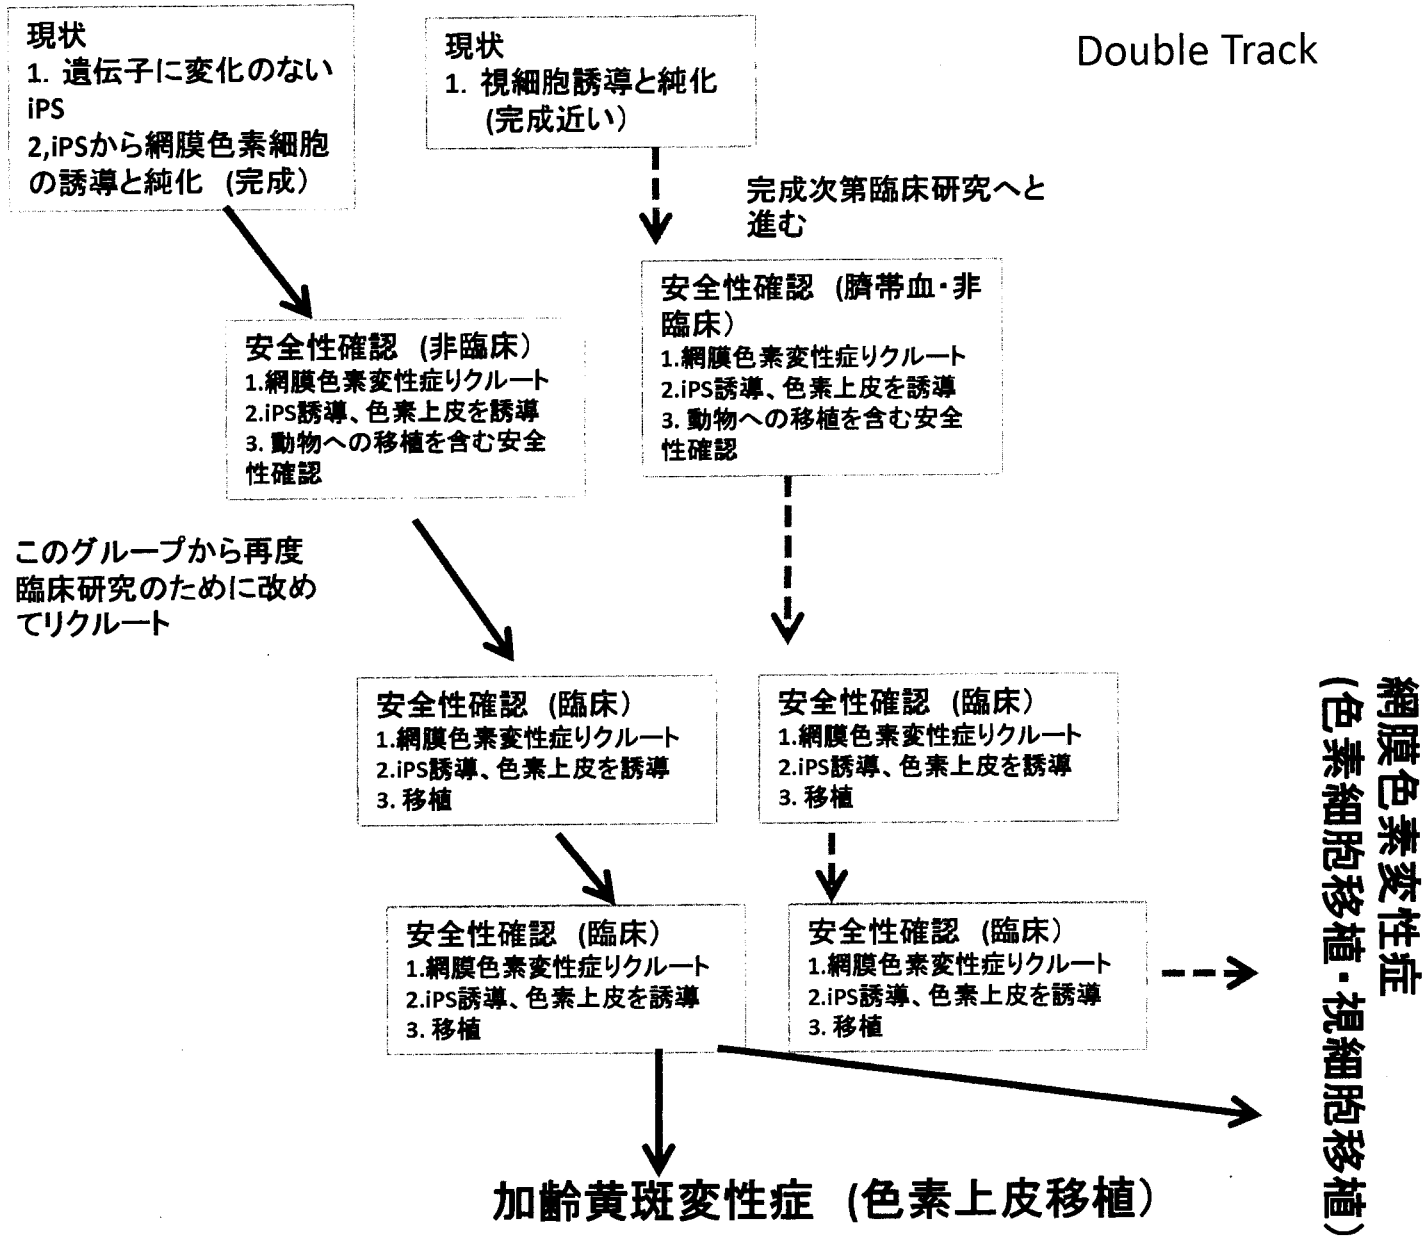 Double Track
現状
1. 遺伝子に変化のない
iPS
2,iPSから網膜色素細胞
の誘導と純化 (完成)
現状
1. 視細胞誘導と純化
(完成近い)
完成次第臨床研究へと
進む
安全性確認 (非臨床)
1.網膜色素変性症りクルート
2.iPS誘導、色素上皮を誘導
3. 動物への移植を含む安全
性確認
安全性確認 (臍帯血・非
臨床)
1.網膜色素変性症りクルート
2.iPS誘導、色素上皮を誘導
3. 動物への移植を含む安全
性確認
このグループから再度
臨床研究のために改め
てリクルート
安全性確認 (臨床)
1.網膜色素変性症りクルート
2.iPS誘導、色素上皮を誘導
3. 移植
安全性確認 (臨床)
1.網膜色素変性症りクルート
2.iPS誘導、色素上皮を誘導
3. 移植
安全性確認 (臨床)
1.網膜色素変性症りクルート
2.iPS誘導、色素上皮を誘導
3. 移植
安全性確認 (臨床)
1.網膜色素変性症りクルート
2.iPS誘導、色素上皮を誘導
3. 移植
網膜色素変性症
(色素細胞移植・視細胞移植)
加齢黄斑変性症 (色素上皮移植)